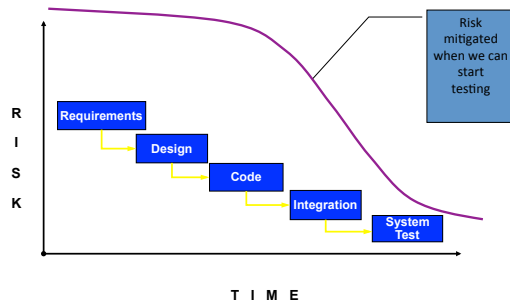 Risk
mitigated
when we can
start
testing
R
I
S
K
Requirements
Design
Code
Integration
System
Test
T I M E